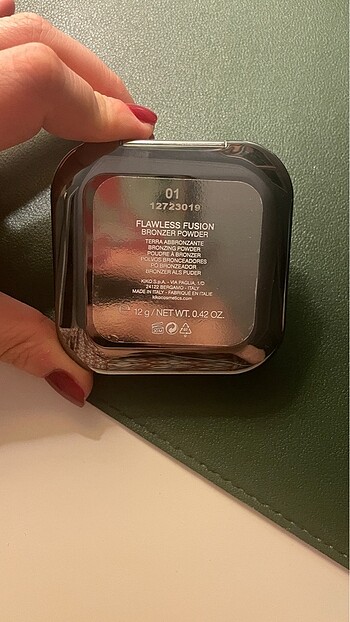 01
12723019
FLAWLESS FUSION
BRONZER POWDER
TERRA ABBRONZANTE
BRONZING POWDER
POUDRE À BRONZER
POLVOS BRONCEADORES
PÓ BRONZEADOR
BRONZER ALS PUDER
KIKO S.p.A. - VIA PAGLIA, 1/D
24122 BERGAMO - ITALY
MADE IN ITALY - FABRIQUÉ EN ITALIE
kikocosmetics.com
12 g / NET WT. 0.42 OZ.